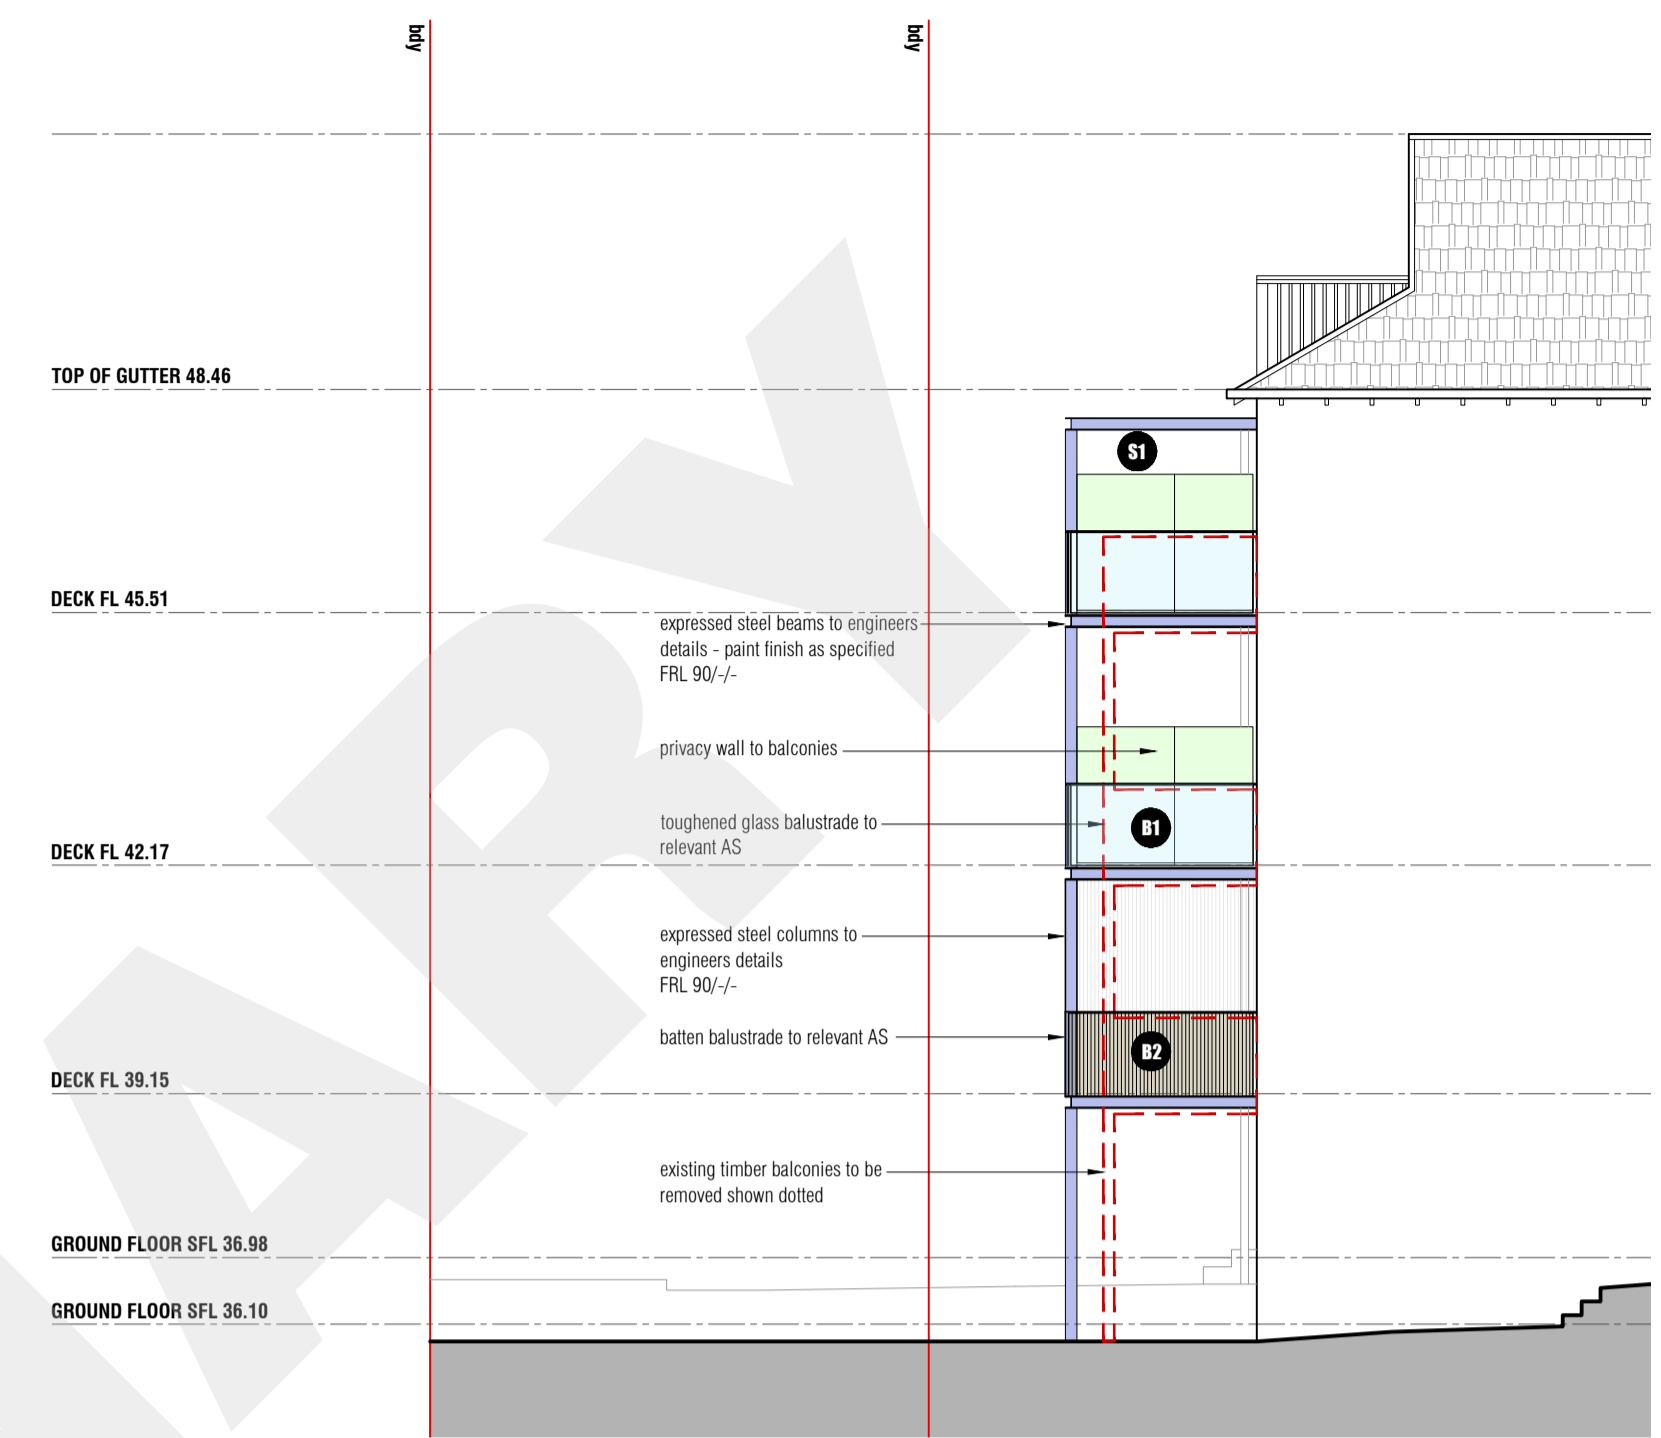 bdy
bdy
TOP OF GUTTER 48.46
S1
DECK FL 45.51
expressed steel beams to engineers
details - paint finish as specified
FRL 90/-/-
privacy wall to balconies
toughened glass balustrade to
relevant AS
B1
DECK FL 42.17
expressed steel columns to
engineers details
FRL 90/-/-
batten balustrade to relevant AS
B2
DECK FL 39.15
existing timber balconies to be
removed shown dotted
GROUND FLOOR SFL 36.98
GROUND FLOOR SFL 36.10
ARY